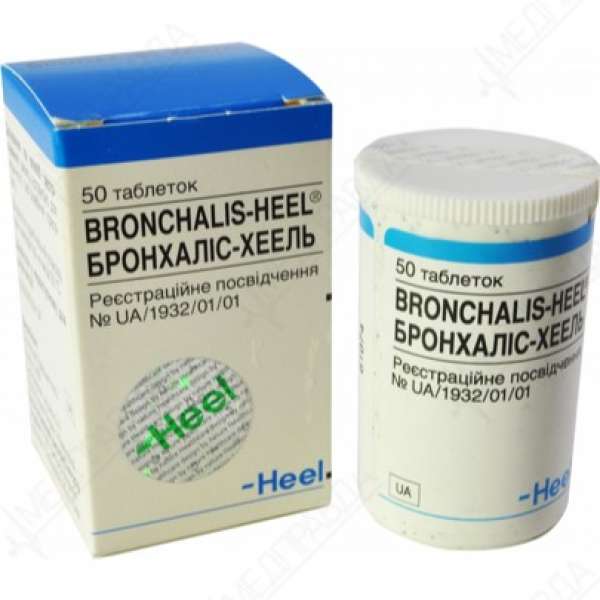 50 таблеток
BRONCHALIS-HEEL®
БРОНХАЛІС-ХЕЕЛЬ
Реєстраційне посвідчення
№ UA/1932/01/01
-Heel
-Heel
50 таблеток
BRONCHALIS-HEEL
БРОНХАЛІС-ХЕЕЛЬ
Реєстраційне посвідчення
№ UA/1932/01/01
UA
-Heel
МЕДПРАВДА